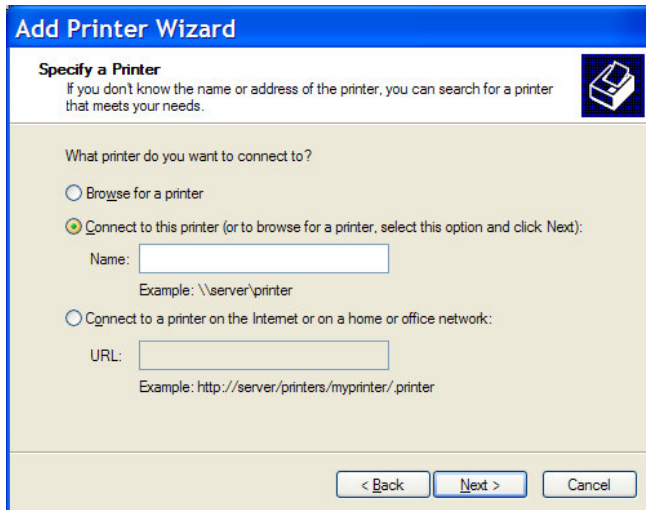 Add Printer Wizard
Specify a Printer
If you don't know the name or address of the printer, you can search for a printer
that meets your needs.
What printer do you want to connect to?
Browse for a printer
Connect to this printer (or to browse for a printer, select this option and click Next):
Name:
Example: \\server\printer
Connect to a printer on the Internet or on a home or office network:
URL:
Example: http://server/printers/myprinter/.printer
< Back Next > Cancel